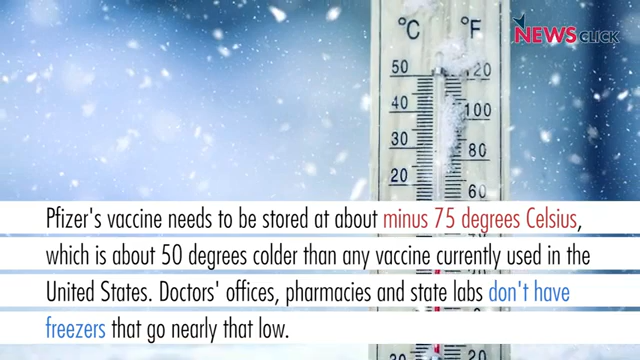 NEWSCLICK
°C °F
50 120
40 100
30 80
20 60
Pfizer's vaccine needs to be stored at about minus 75 degrees Celsius,
which is about 50 degrees colder than any vaccine currently used in the
United States. Doctors' offices, pharmacies and state labs don't have
freezers that go nearly that low.
20